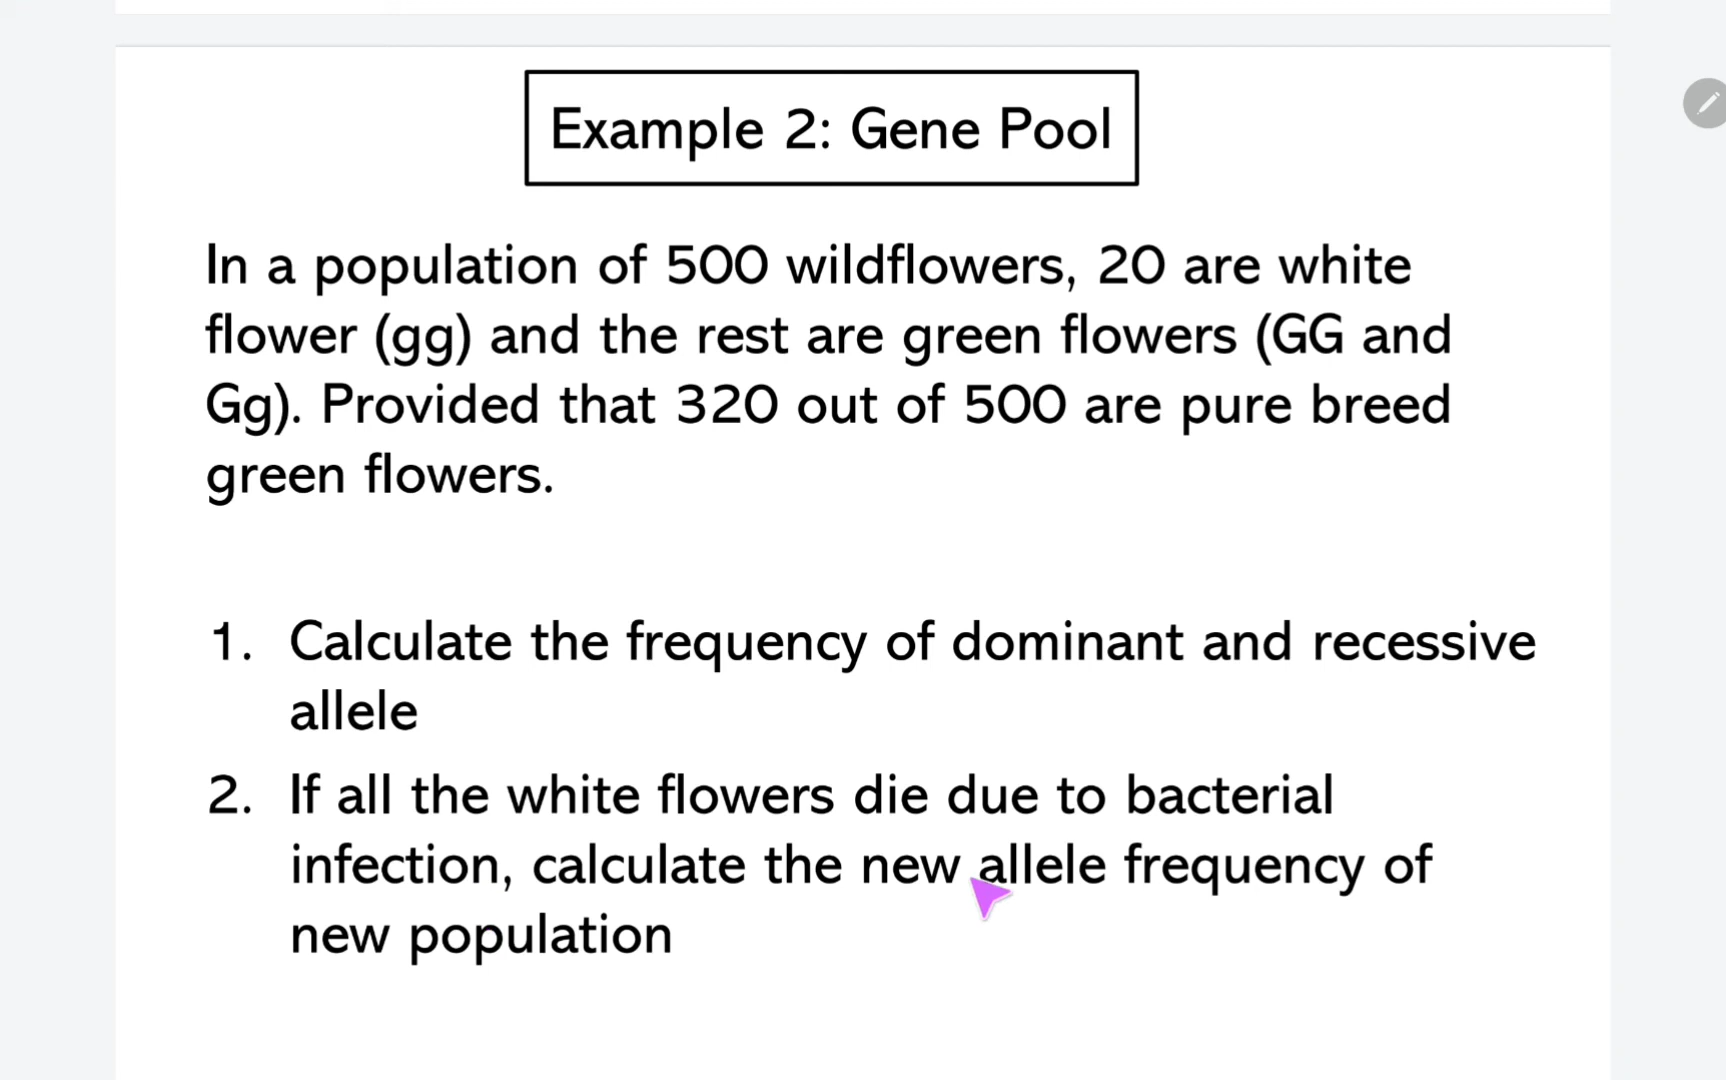 Example 2: Gene Pool
In a population of 500 wildflowers, 20 are white
flower (gg) and the rest are green flowers (GG and
Gg). Provided that 320 out of 500 are pure breed
green flowers.
1. Calculate the frequency of dominant and recessive
allele
2. If all the white flowers die due to bacterial
infection, calculate the new allele frequency of
new population